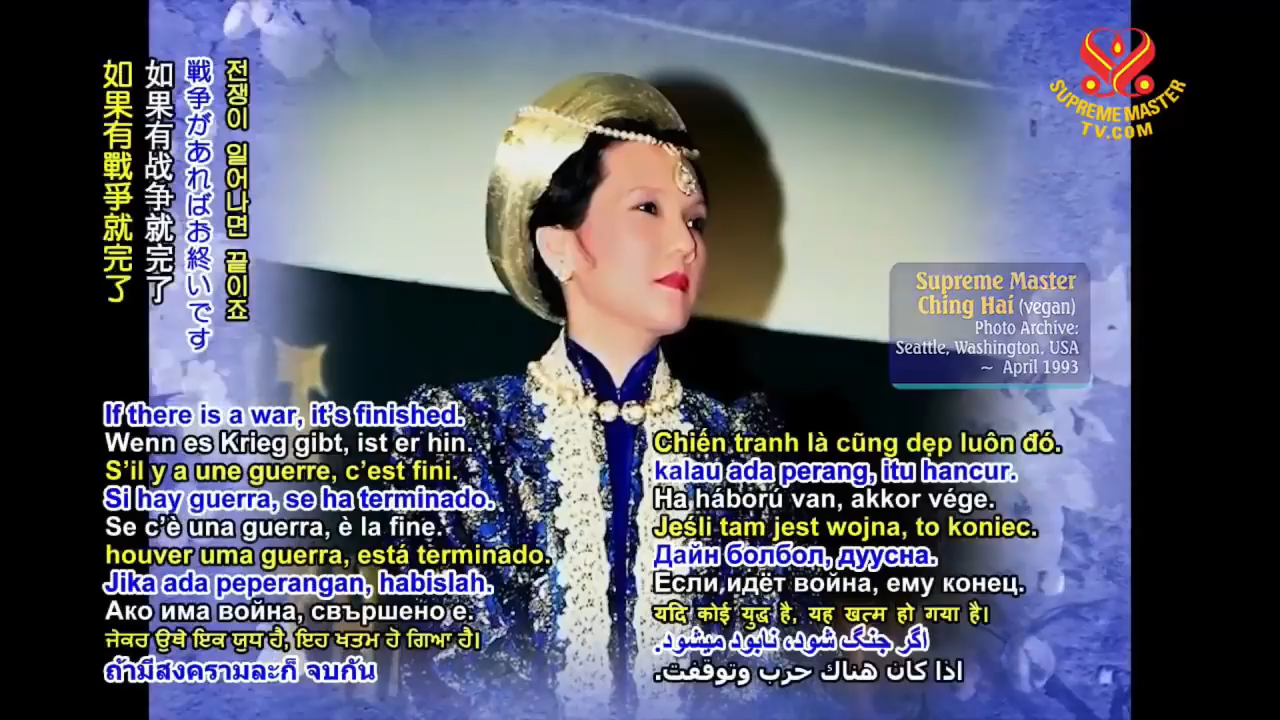 如果有戰爭就完了
如果有战争就完了
戦争があればお終いです
전쟁이 일어나면 끝이죠
SUPREME MASTER
TV.COM
Supreme Master
Ching Hai (vegan)
Photo Archive:
Seattle, Washington, USA
~ April 1993
If there is a war, it's finished.
Wenn es Krieg gibt, ist er hin.
S'il y a une guerre, c'est fini.
Si hay guerra, se ha terminado.
Se c'è una guerra, è la fine.
houver uma guerra, está terminado.
Jika ada peperangan, habislah.
Ако има война, свършено е.
ਜੇਕਰ ਉਥੇ ਇਕ ਯੁਧ ਹੈ, ਇਹ ਖਤਮ ਹੋ ਗਿਆ ਹੈ।
ถ้ามีสงครามละก็ จบกัน
Chiến tranh là cũng dẹp luôn đó.
kalau ada perang, itu hancur.
Ha háború van, akkor vége.
Jeśli tam jest wojna, to koniec.
Дайн болбол, дуусна.
Если идёт война, ему конец.
यदि कोई युद्ध है, यह खत्म हो गया है।
اگر جنگ شود، نابود میشود.
اذا كان هناك حرب وتوقفت.